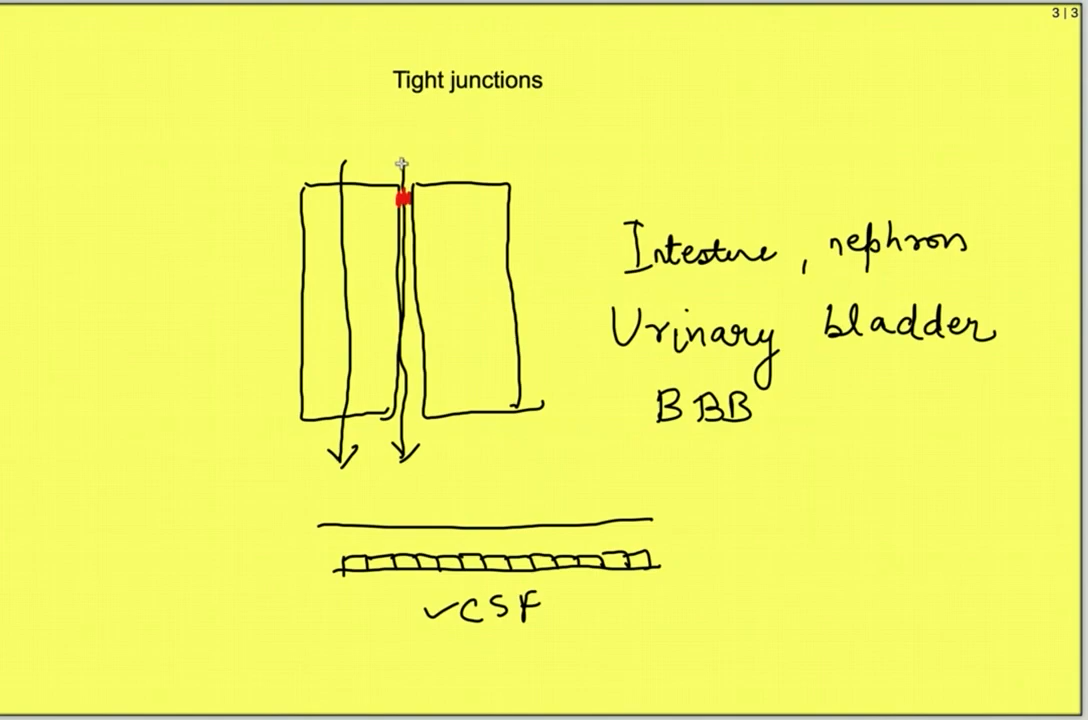 3 | 3
Tight junctions
Intestine, nephron
Urinary bladder
BBB
CSF